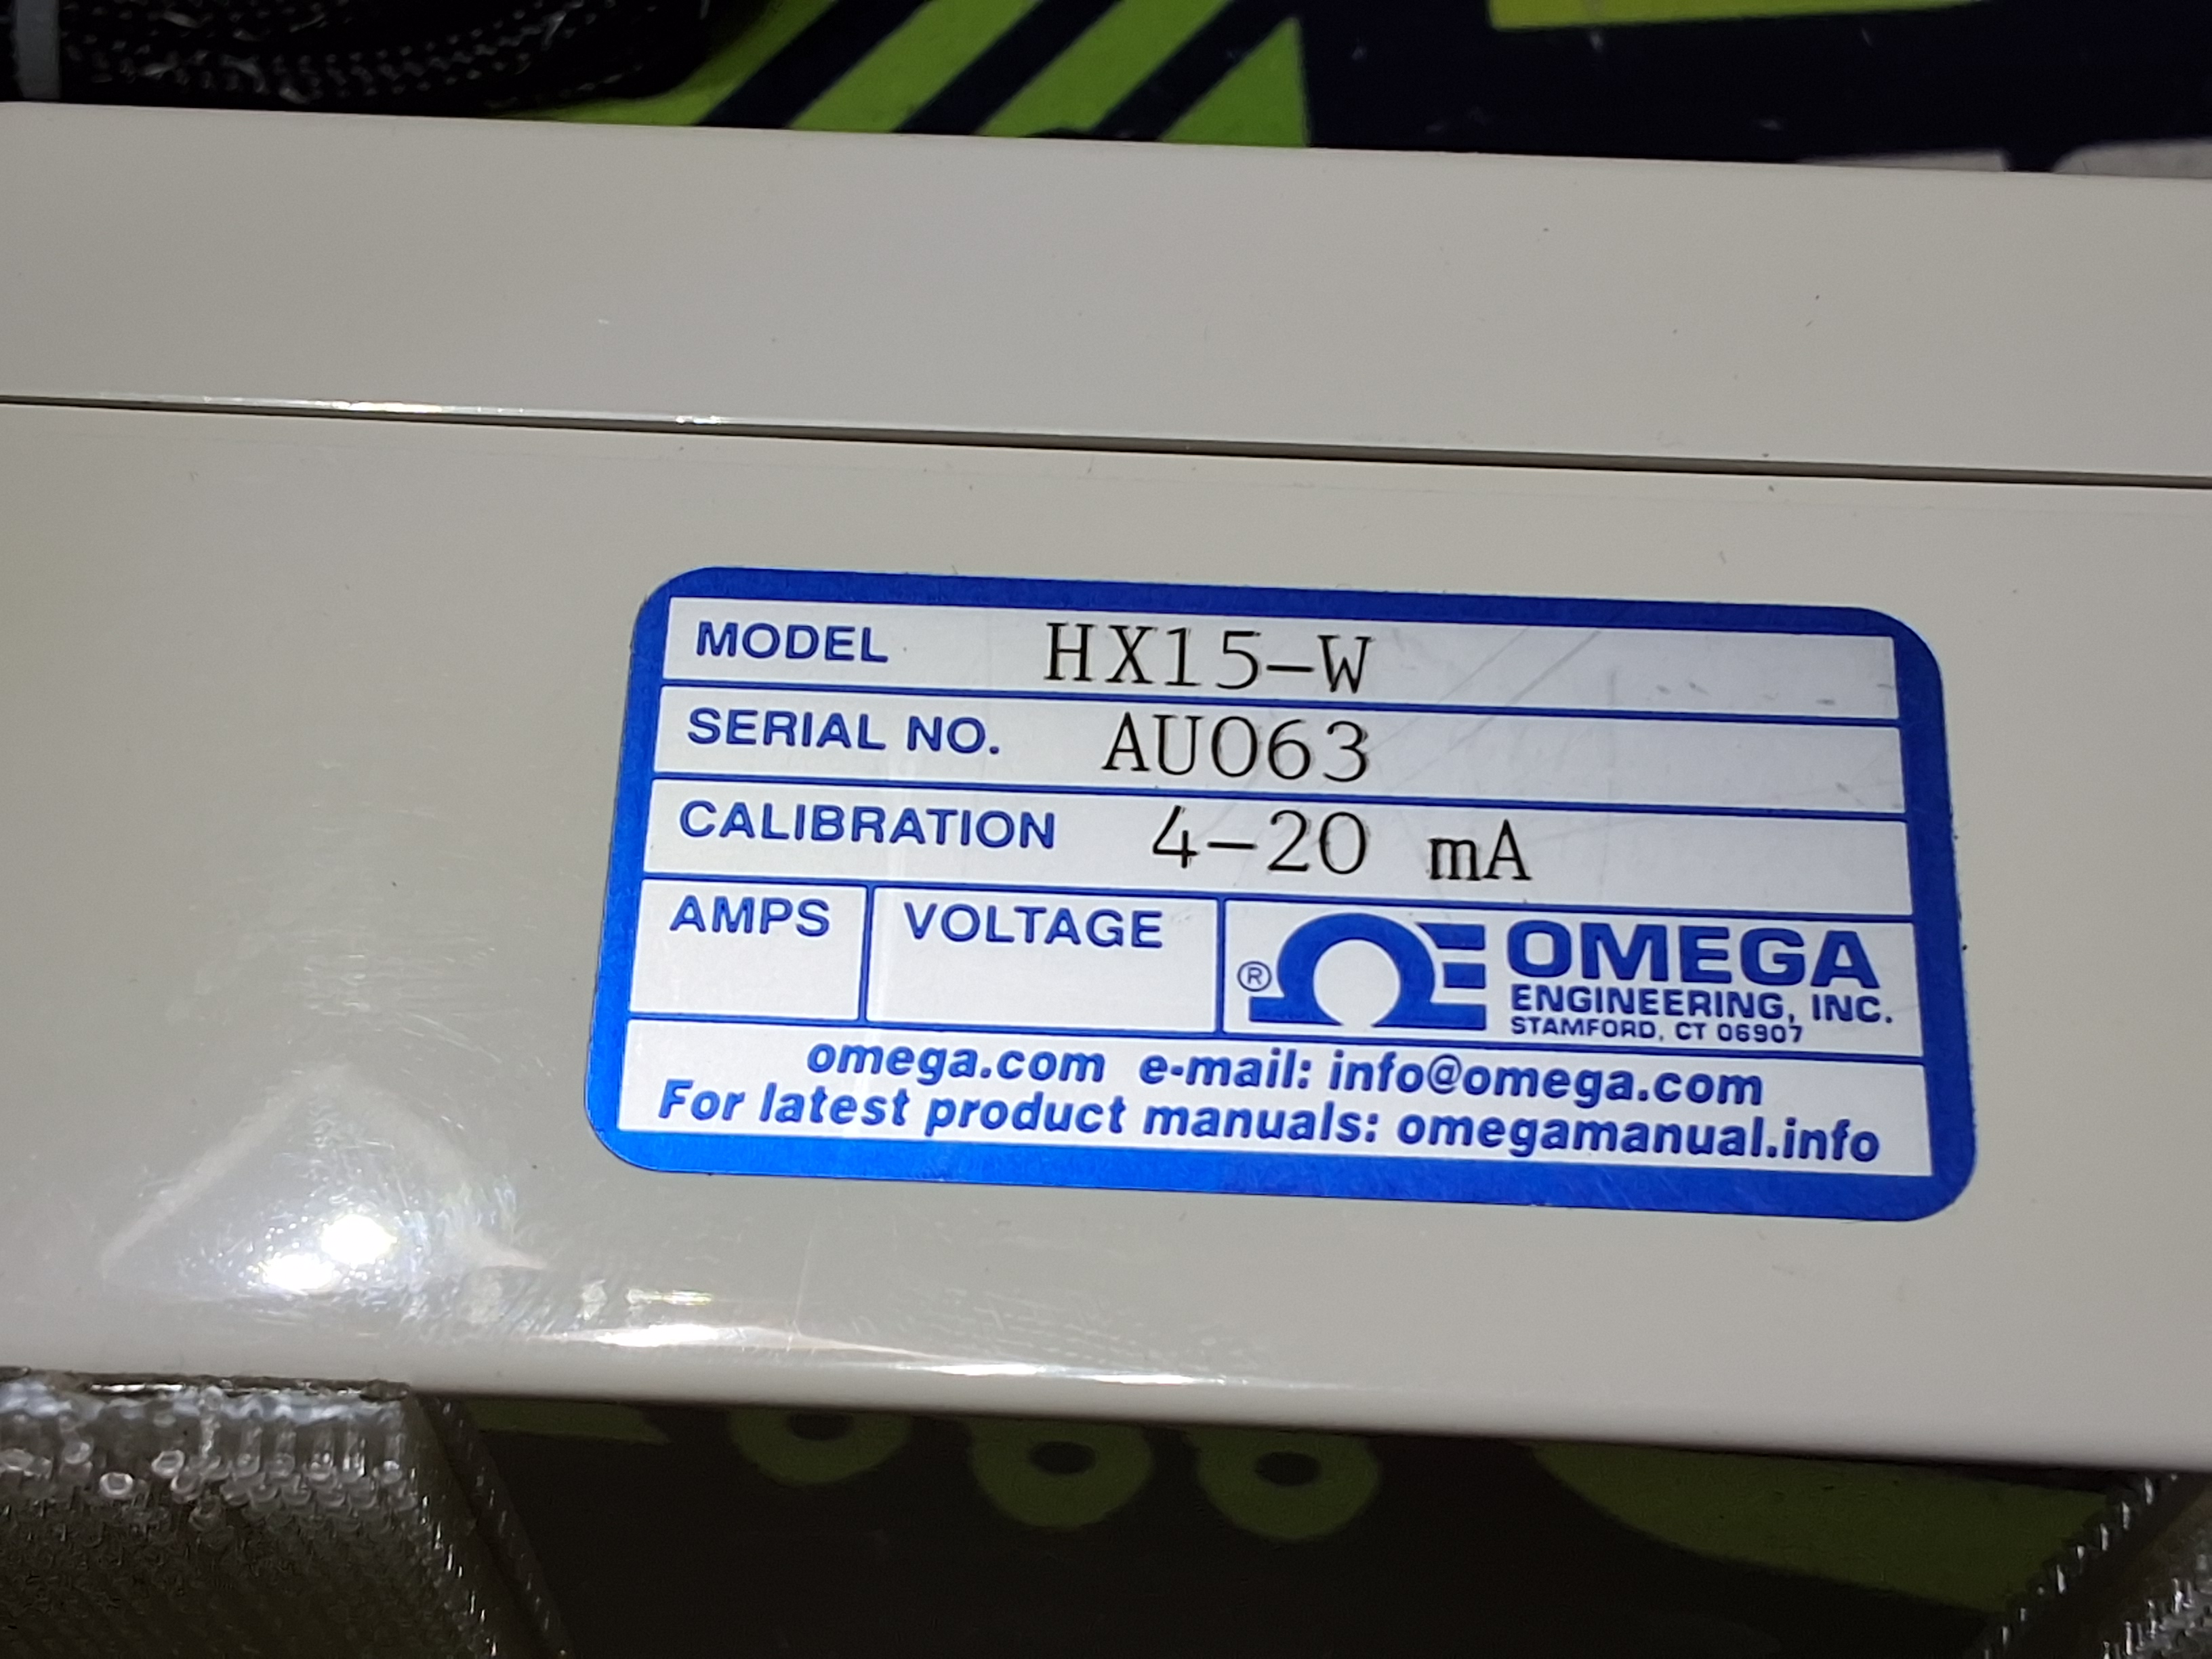 MODEL HX15-W
SERIAL NO. AU063
CALIBRATION 4-20 mA
AMPS VOLTAGE ® OMEGA
ENGINEERING, INC.
STAMFORD, CT 06907
omega.com e-mail: info@omega.com
For latest product manuals: omegamanual.info